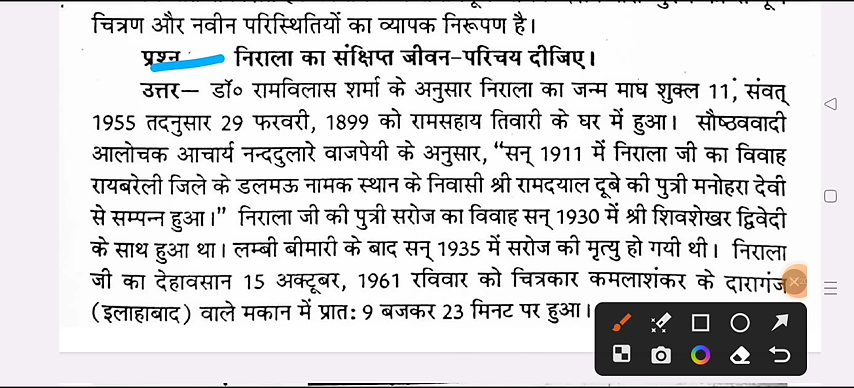 चित्रण और नवीन परिस्थितियों का व्यापक निरूपण है।
प्रश्न निराला का संक्षिप्त जीवन-परिचय दीजिए।
उत्तर— डॉ० रामविलास शर्मा के अनुसार निराला का जन्म माघ शुक्ल 11, संवत्
1955 तदनुसार 29 फरवरी, 1899 को रामसहाय तिवारी के घर में हुआ। सौष्ठववादी
आलोचक आचार्य नन्ददुलारे वाजपेयी के अनुसार, “सन् 1911 में निराला जी का विवाह
रायबरेली जिले के डलमऊ नामक स्थान के निवासी श्री रामदयाल दूबे की पुत्री मनोहरा देवी
से सम्पन्न हुआ।” निराला जी की पुत्री सरोज का विवाह सन् 1930 में श्री शिवशेखर द्विवेदी
के साथ हुआ था। लम्बी बीमारी के बाद सन् 1935 में सरोज की मृत्यु हो गयी थी। निराला
जी का देहावसान 15 अक्टूबर, 1961 रविवार को चित्रकार कमलाशंकर के दारागंज
(इलाहाबाद) वाले मकान में प्रात: 9 बजकर 23 मिनट पर हुआ।